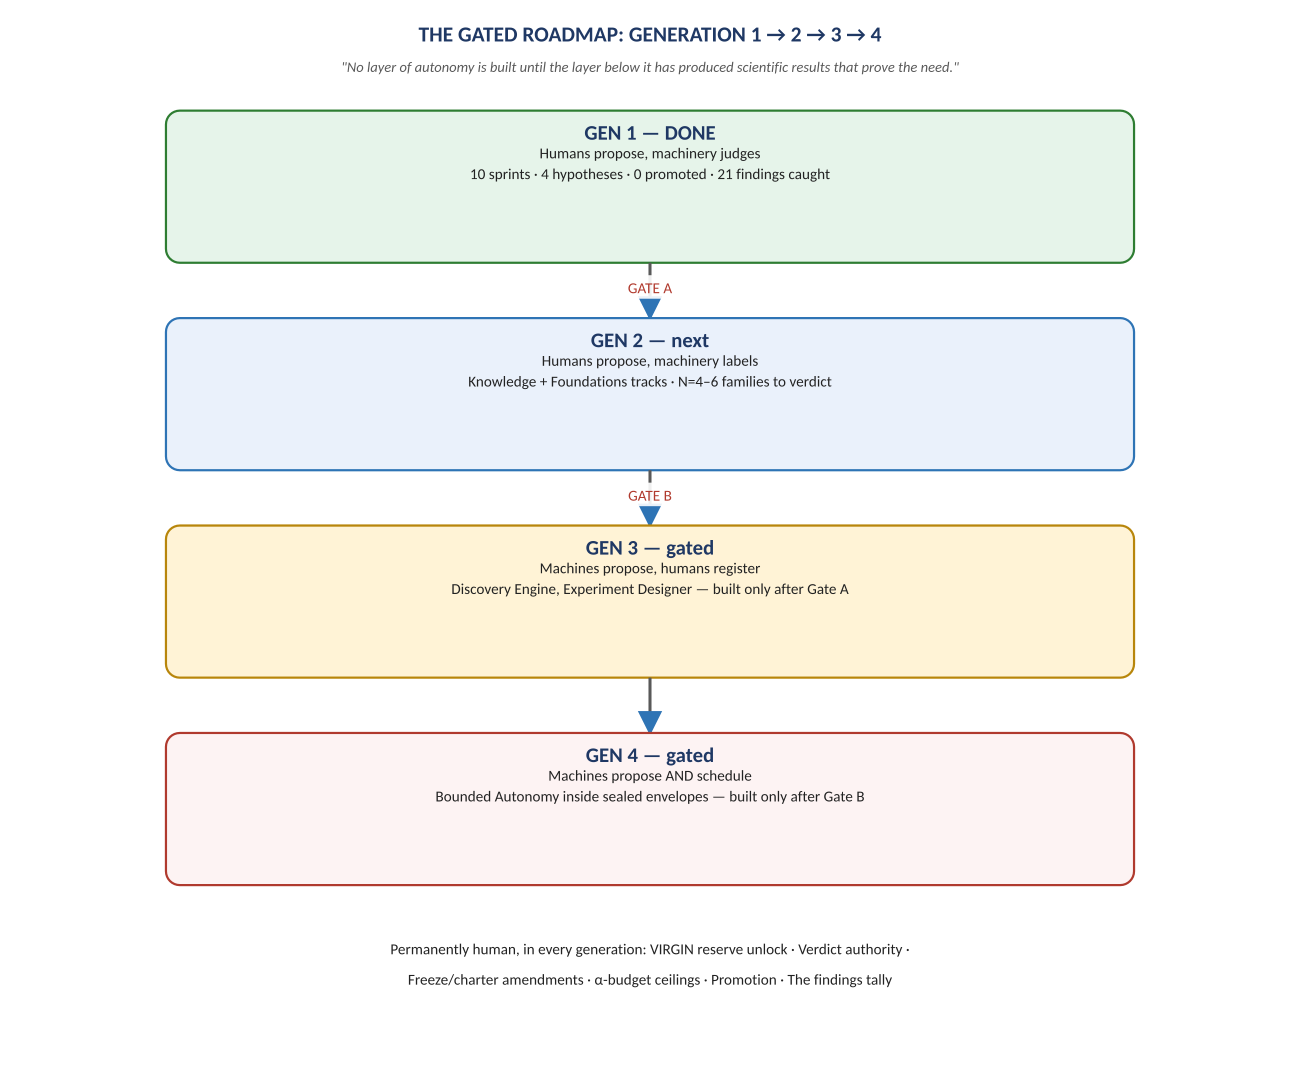 THE GATED ROADMAP: GENERATION 1 → 2 → 3 → 4
"No layer of autonomy is built until the layer below it has produced scientific results that prove the need."
GEN 1 — DONE
Humans propose, machinery judges
10 sprints · 4 hypotheses · 0 promoted · 21 findings caught
GATE A
GEN 2 — next
Humans propose, machinery labels
Knowledge + Foundations tracks · N=4–6 families to verdict
GATE B
GEN 3 — gated
Machines propose, humans register
Discovery Engine, Experiment Designer — built only after Gate A
GEN 4 — gated
Machines propose AND schedule
Bounded Autonomy inside sealed envelopes — built only after Gate B
Permanently human, in every generation: VIRGIN reserve unlock · Verdict authority ·
Freeze/charter amendments · α-budget ceilings · Promotion · The findings tally